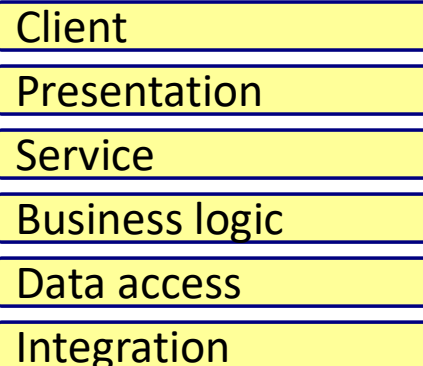 Client
Presentation
Service
Business logic
Data access
Integration